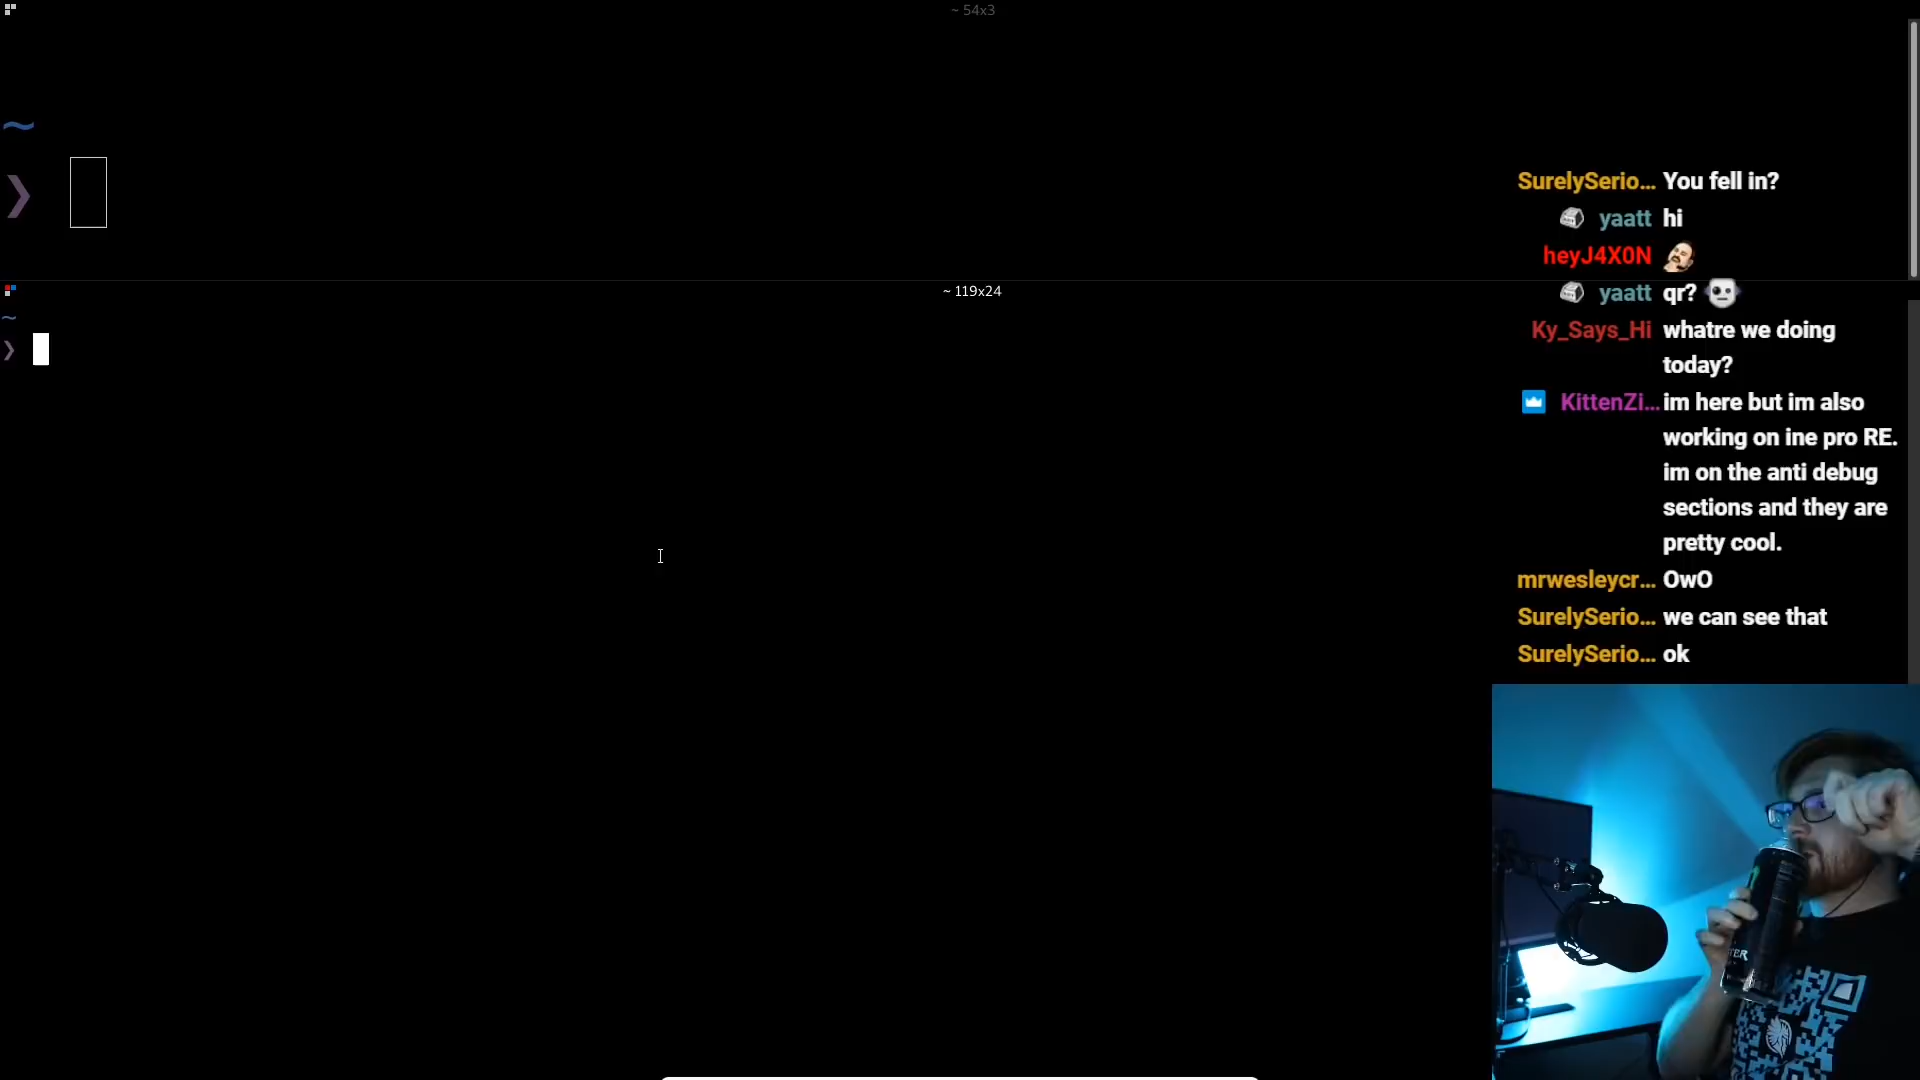 ~ 54x3
~
❯
~ 119x24
~
❯
SurelySerio... You fell in?
yaatt hi
heyJ4X0N
yaatt qr?
Ky_Says_Hi whatre we doing
today?
KittenZi... im here but im also
working on ine pro RE.
im on the anti debug
sections and they are
pretty cool.
mrwesleycr... OwO
SurelySerio... we can see that
SurelySerio... ok